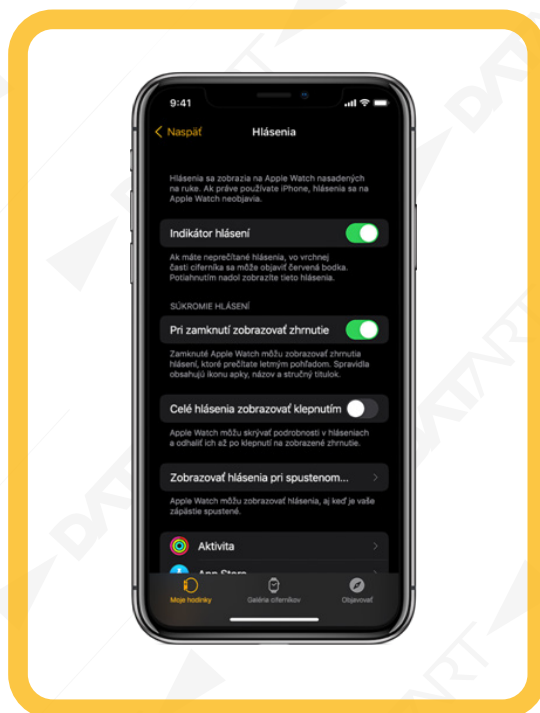 9:41
Naspäť
Hlásenia
Hlásenia sa zobrazia na Apple Watch nasadených
na ruke. Ak práve používate iPhone, hlásenia sa na
Apple Watch neobjavia.
Indikátor hlásení
Ak máte neprečítané hlásenia, vo vrchnej
časti ciferníka sa môže objaviť červená bodka.
Potiahnutím nadol zobrazíte tieto hlásenia.
SÚKROMIE HLÁSENÍ
Pri zamknutí zobrazovať zhrnutie
Zamknuté Apple Watch môžu zobrazovať zhrnutia
hlásení, ktoré prečítate letmým pohľadom. Spravidla
obsahujú ikonu apky, názov a stručný titulok.
Celé hlásenia zobrazovať klepnutím
Apple Watch môžu skrývať podrobnosti v hláseniach
a odhaliť ich až po klepnutí na zobrazené zhrnutie.
Zobrazovať hlásenia pri spustenom...
Apple Watch môžu zobrazovať hlásenia, aj keď je vaše
zápästie spustené.
Aktivita
App Store
Moje hodinky
Galéria ciferníkov
Objavovať
DATART